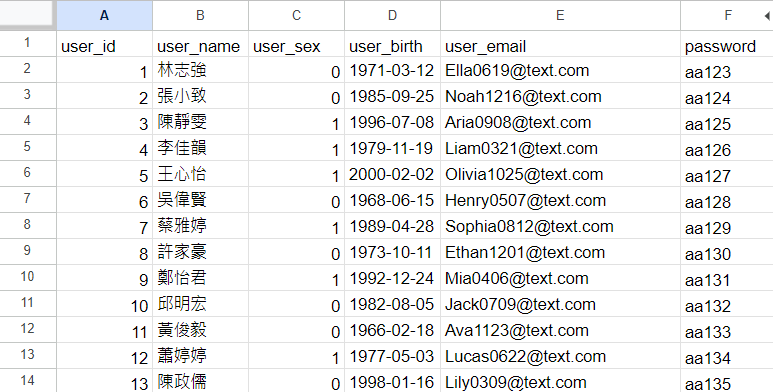 A B C D E F
1 user_id user_name user_sex user_birth user_email password
2 1 林志強 0 1971-03-12 Ella0619@text.com aa123
3 2 張小致 0 1985-09-25 Noah1216@text.com aa124
4 3 陳靜雯 1 1996-07-08 Aria0908@text.com aa125
5 4 李佳韻 1 1979-11-19 Liam0321@text.com aa126
6 5 王心怡 1 2000-02-02 Olivia1025@text.com aa127
7 6 吳偉賢 0 1968-06-15 Henry0507@text.com aa128
8 7 蔡雅婷 1 1989-04-28 Sophia0812@text.com aa129
9 8 許家豪 0 1973-10-11 Ethan1201@text.com aa130
10 9 鄭怡君 1 1992-12-24 Mia0406@text.com aa131
11 10 邱明宏 0 1982-08-05 Jack0709@text.com aa132
12 11 黃俊毅 0 1966-02-18 Ava1123@text.com aa133
13 12 蕭婷婷 1 1977-05-03 Lucas0622@text.com aa134
14 13 陳政儒 0 1998-01-16 Lily0309@text.com aa135